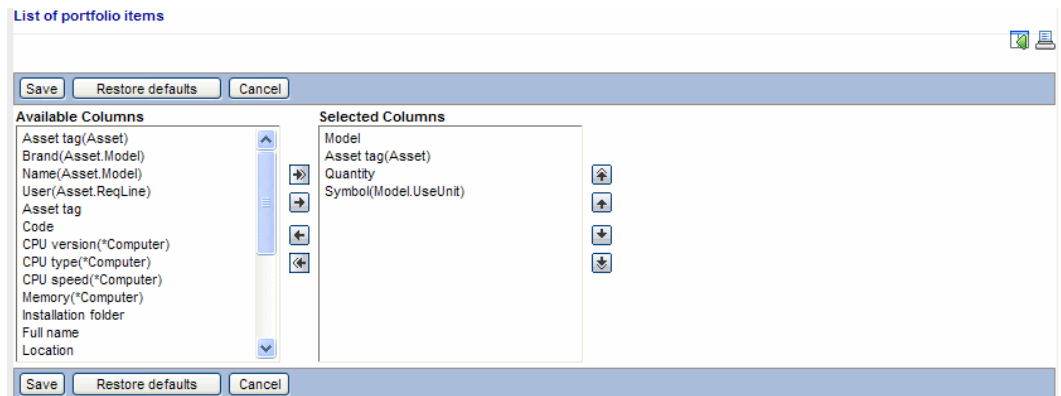 List of portfolio items
Save Restore defaults Cancel
Available Columns
Asset tag(Asset)
Brand(Asset.Model)
Name(Asset.Model)
User(Asset.ReqLine)
Asset tag
Code
CPU version(*Computer)
CPU type(*Computer)
CPU speed(*Computer)
Memory(*Computer)
Installation folder
Full name
Location
Selected Columns
Model
Asset tag(Asset)
Quantity
Symbol(Model.UseUnit)
Save Restore defaults Cancel